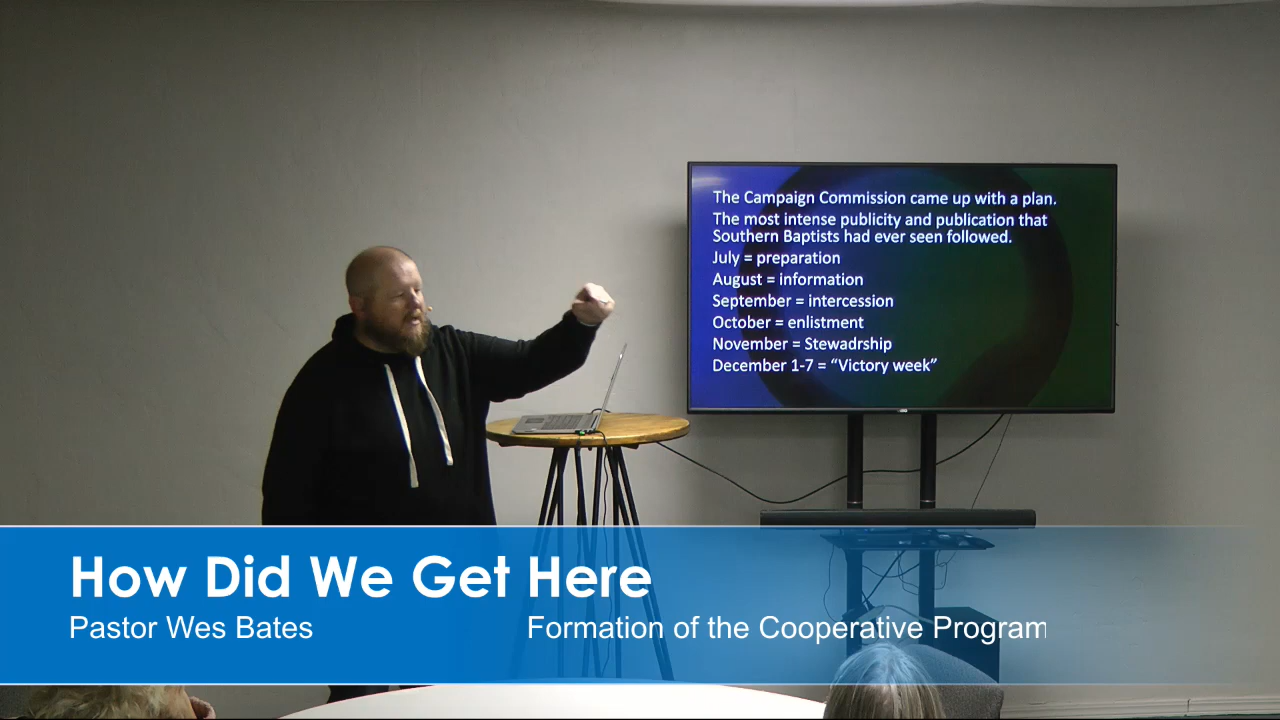 The Campaign Commission came up with a plan.
The most intense publicity and publication that
Southern Baptists had ever seen followed.
July = preparation
August = information
September = intercession
October = enlistment
November = Stewadrship
December 1-7 = “Victory week”
How Did We Get Here
Pastor Wes Bates
Formation of the Cooperative Program